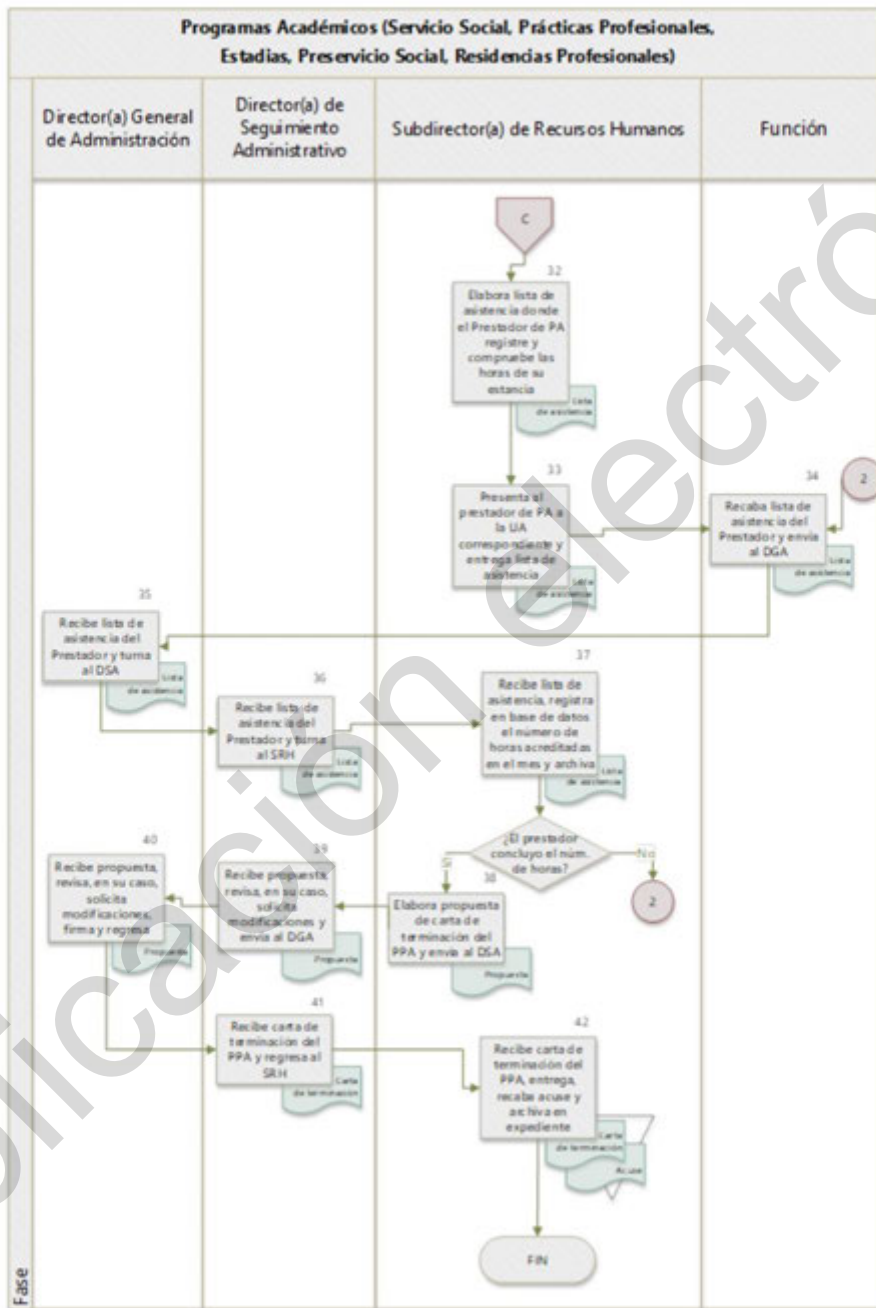 Programas Académicos (Servicio Social, Prácticas Profesionales,
Estadias, Preservicio Social, Residencias Profesionales)
Director(a) General
de Administración
Director(a) de
Seguimiento
Administrativo
Subdirector(a) de Recursos Humanos
Función
C
32
Elabora lista de
asistencia donde
el Prestador de PA
registre y
compruebe las
horas de su
estancia
Lista
de asistencia
33
Presenta al
prestador de PA a
la UA
correspondiente y
entrega lista de
asistencia
Lista
de asistencia
34
2
Recaba lista de
asistencia del
Prestador y envía
al DGA
Lista
de asistencia
35
Recibe lista de
asistencia del
Prestador y turna
al DSA
Lista
de asistencia
36
Recibe lista de
asistencia del
Prestador y turna
al SRH
Lista
de asistencia
37
Recibe lista de
asistencia, registra
en base de datos
el número de
horas acreditadas
en el mes y archiva
Lista
de asistencia
¿El prestador
concluyo el núm.
de horas?
Sí
No
2
38
Elabora propuesta
de carta de
terminación del
PPA y envía al DSA
Propuesta
39
Recibe propuesta,
revisa, en su caso,
solicita
modificaciones y
envía al DGA
Propuesta
40
Recibe propuesta,
revisa, en su caso,
solicita
modificaciones,
firma y regresa
Propuesta
41
Recibe carta de
terminación del
PPA y regresa al
SRH
Carta
de terminación
42
Recibe carta de
terminación del
PPA, entrega,
recaba acuse y
archiva en
expediente
Carta
de terminación
Acuse
FIN
Fase
plicación electró